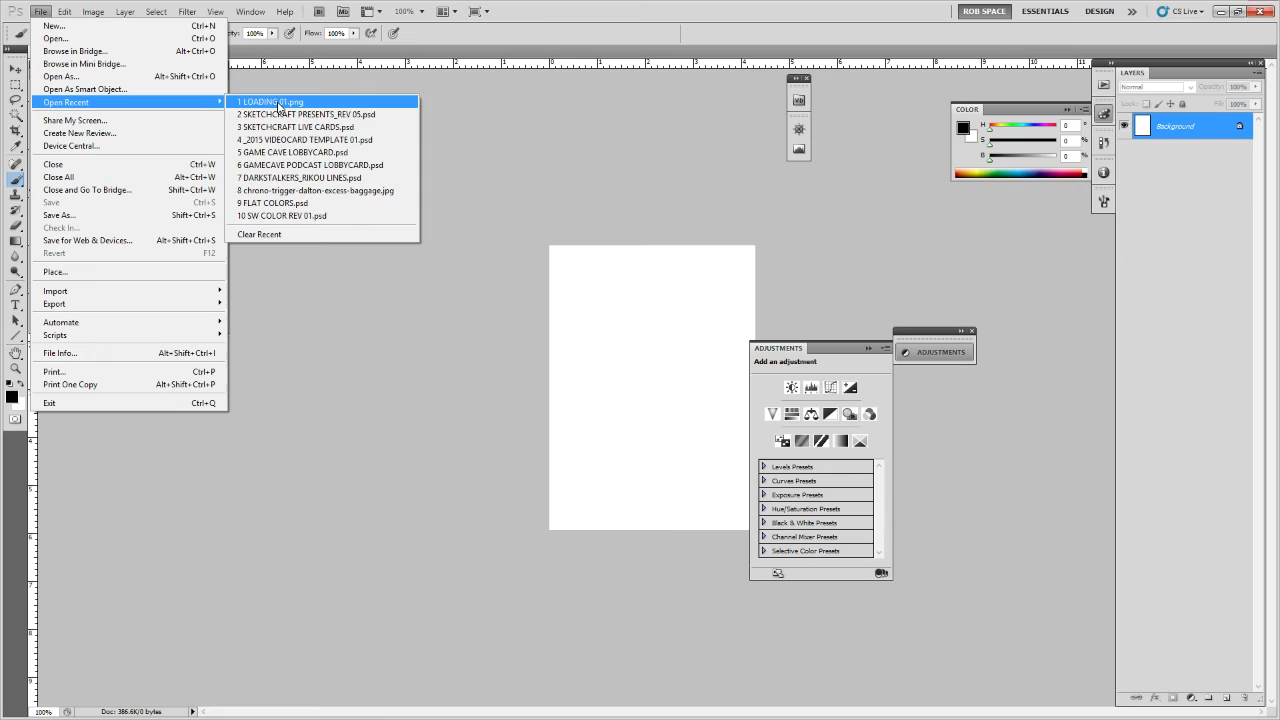 Ps File Edit Image Layer Select Filter View Window Help Br Mb 100% ROB SPACE ESSENTIALS DESIGN CS Live
100% Flow: 100%
New... Ctrl+N
Open... Ctrl+O
Browse in Bridge... Alt+Ctrl+O
Browse in Mini Bridge...
Open As... Alt+Shift+Ctrl+O
Open As Smart Object...
Open Recent
Share My Screen...
Create New Review...
Device Central...
Close Ctrl+W
Close All Alt+Ctrl+W
Close and Go To Bridge... Shift+Ctrl+W
Save Ctrl+S
Save As... Shift+Ctrl+S
Check In...
Save for Web & Devices... Alt+Shift+Ctrl+S
Revert F12
Place...
Import
Export
Automate
Scripts
File Info... Alt+Shift+Ctrl+I
Print... Ctrl+P
Print One Copy Alt+Shift+Ctrl+P
Exit Ctrl+Q
1 LOADING 01.png
2 SKETCHCRAFT PRESENTS_REV 05.psd
3 SKETCHCRAFT LIVE CARDS.psd
4 _2015 VIDEOCARD TEMPLATE 01.psd
5 GAME CAVE LOBBYCARD.psd
6 GAMECAVE PODCAST LOBBYCARD.psd
7 DARKSTALKERS_RIKOU LINES.psd
8 chrono-trigger-dalton-excess-baggage.jpg
9 FLAT COLORS.psd
10 SW COLOR REV 01.psd
Clear Recent
COLOR
H 0 °
S 0 %
B 0 %
LAYERS
Normal Opacity: 100%
Lock: Fill: 100%
Background
ADJUSTMENTS
ADJUSTMENTS
Add an adjustment
Levels Presets
Curves Presets
Exposure Presets
Hue/Saturation Presets
Black & White Presets
Channel Mixer Presets
Selective Color Presets
100% Doc: 386.6K/0 bytes